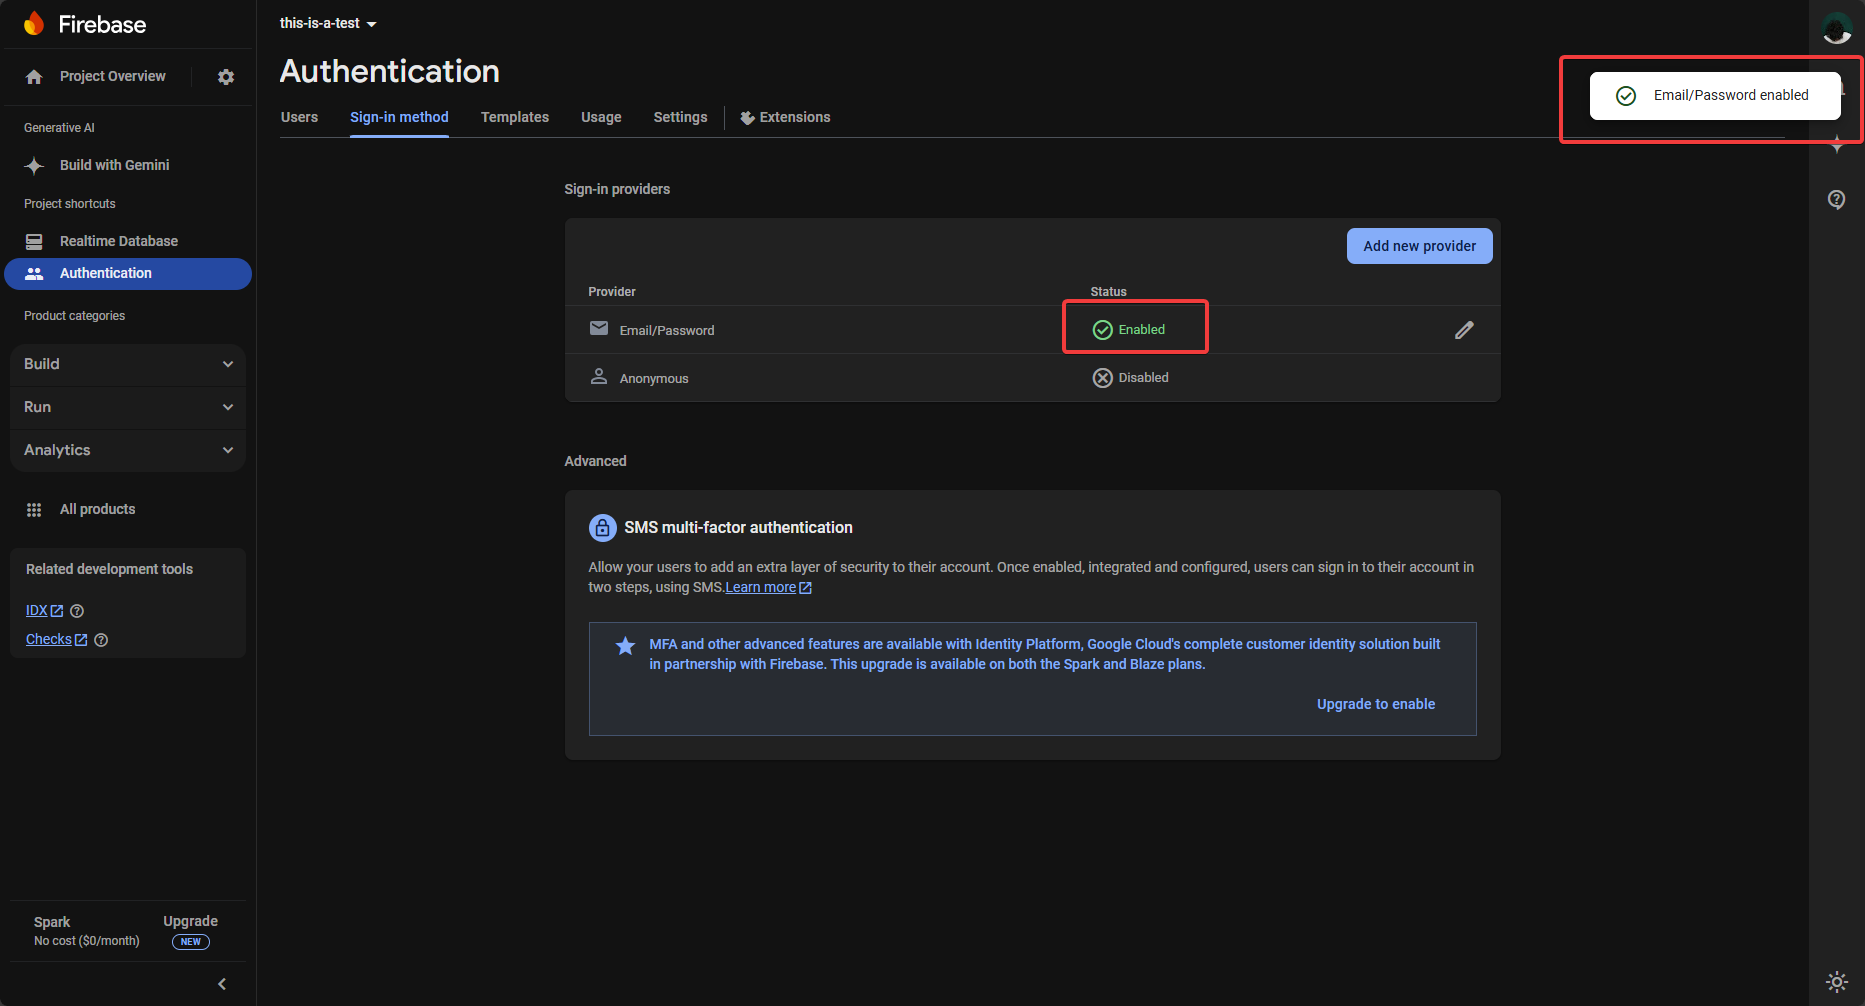 Firebase
Project Overview
Generative AI
Build with Gemini
Project shortcuts
Realtime Database
Authentication
Product categories
Build
Run
Analytics
All products
Related development tools
IDX
Checks
Spark
No cost ($0/month)
Upgrade
NEW
this-is-a-test
Authentication
Users
Sign-in method
Templates
Usage
Settings
Extensions
Email/Password enabled
Sign-in providers
Add new provider
Provider
Status
Email/Password
Enabled
Anonymous
Disabled
Advanced
SMS multi-factor authentication
Allow your users to add an extra layer of security to their account. Once enabled, integrated and configured, users can sign in to their account in
two steps, using SMS.Learn more
MFA and other advanced features are available with Identity Platform, Google Cloud's complete customer identity solution built
in partnership with Firebase. This upgrade is available on both the Spark and Blaze plans.
Upgrade to enable